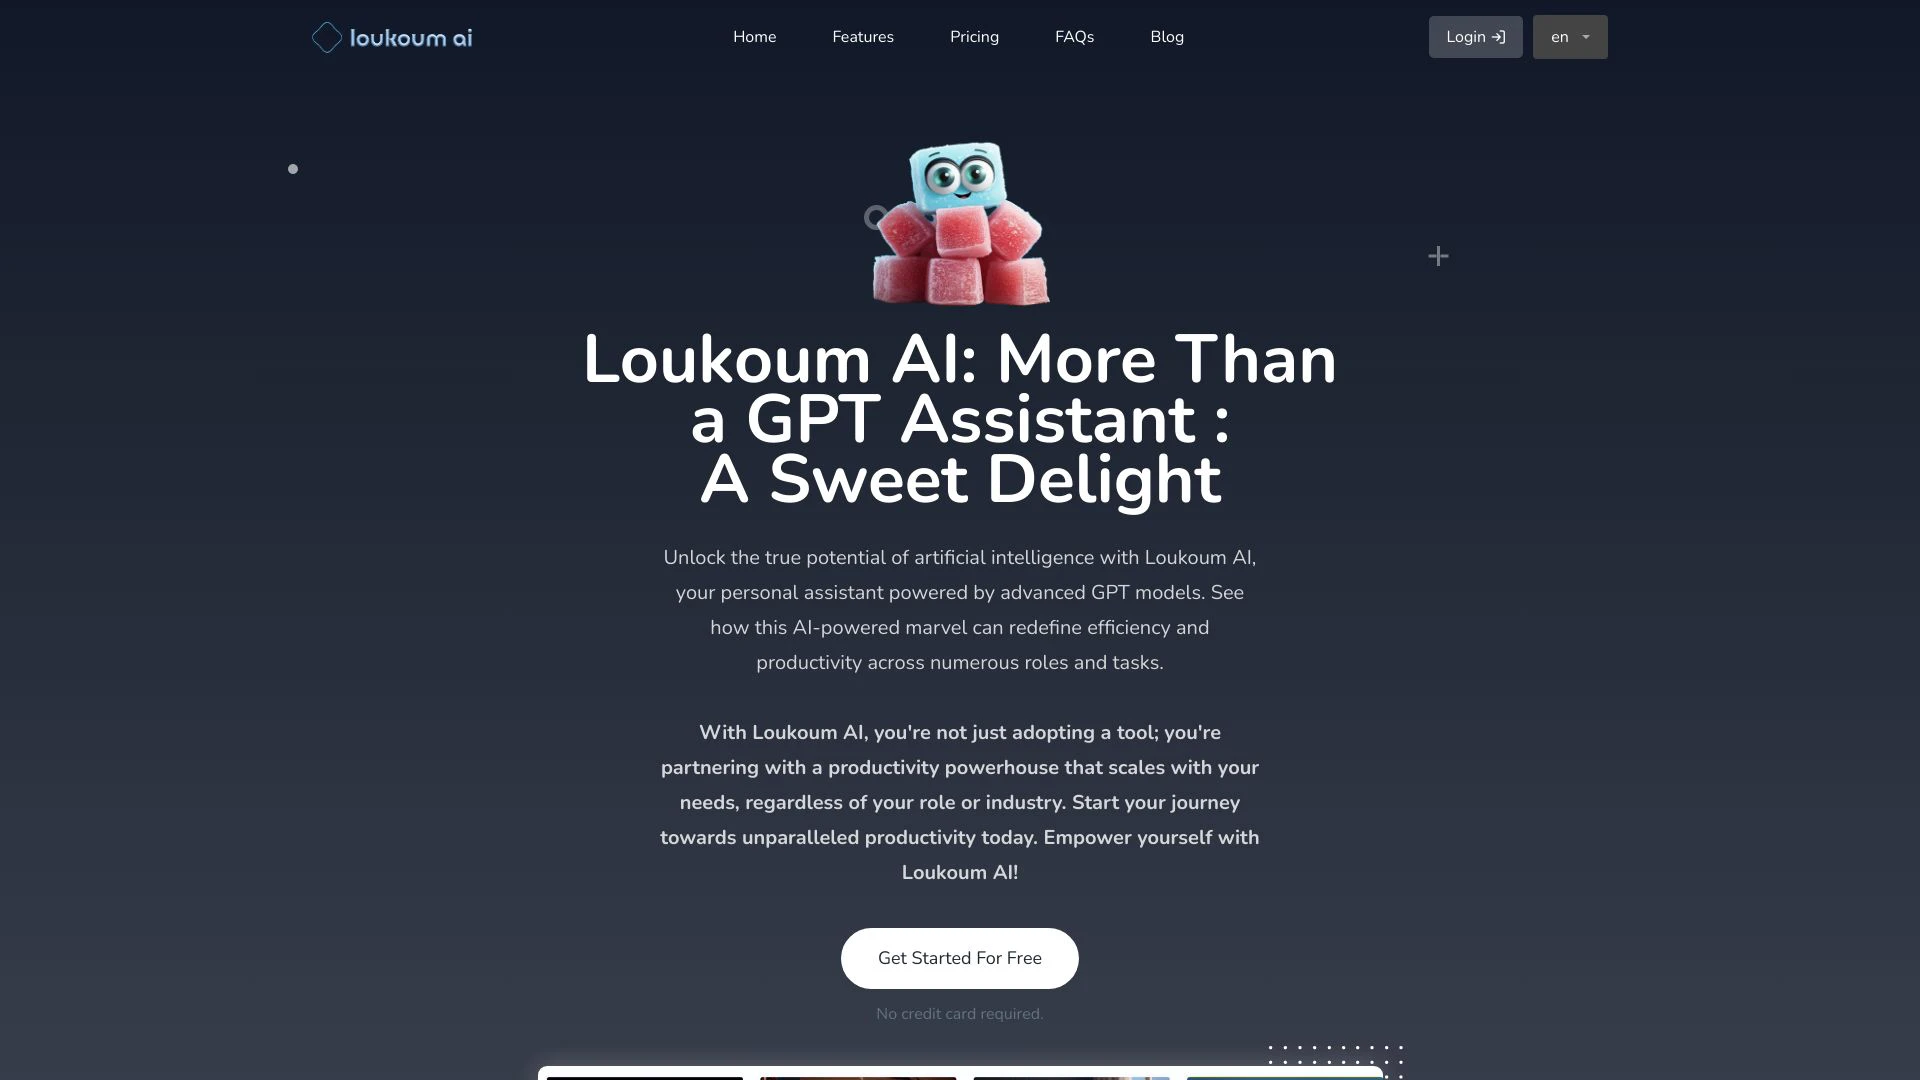 loukoum ai
Home
Features
Pricing
FAQs
Blog
Login
en
Loukoum AI: More Than
a GPT Assistant :
A Sweet Delight
Unlock the true potential of artificial intelligence with Loukoum AI,
your personal assistant powered by advanced GPT models. See
how this AI-powered marvel can redefine efficiency and
productivity across numerous roles and tasks.
With Loukoum AI, you're not just adopting a tool; you're
partnering with a productivity powerhouse that scales with your
needs, regardless of your role or industry. Start your journey
towards unparalleled productivity today. Empower yourself with
Loukoum AI!
Get Started For Free
No credit card required.